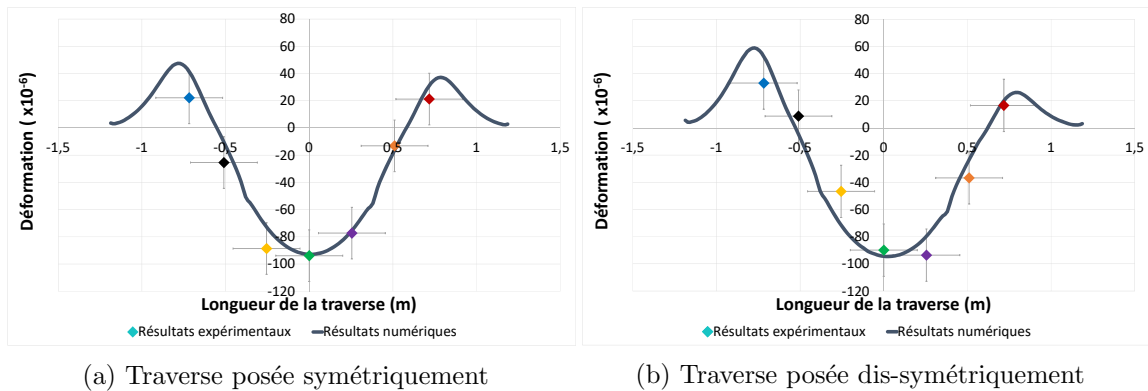 80
60
40
20
0
-20
-40
-60
-80
-100
-120
-1,5 -1 -0,5 0 0,5 1 1,5
Déformation ( x10-6)
Longueur de la traverse (m)
Résultats expérimentaux Résultats numériques
(a) Traverse posée symétriquement
80
60
40
20
0
-20
-40
-60
-80
-100
-120
-1,5 -1 -0,5 0 0,5 1 1,5
Déformation ( x10-6)
Longueur de la traverse (m)
Résultats expérimentaux Résultats numériques
(b) Traverse posée dis-symétriquement